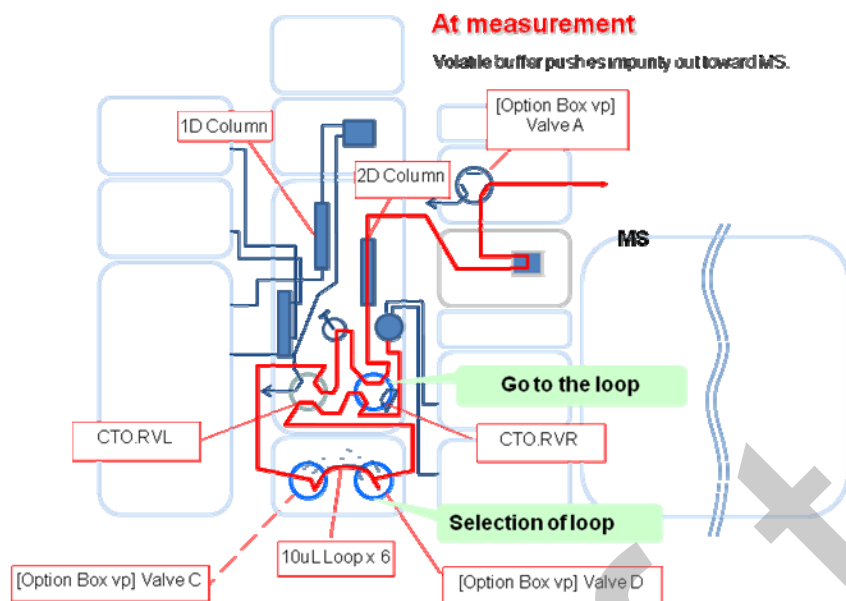 At measurement
Volatile buffer pushes impurity out toward MS.
[Option Box vp]
Valve A
1D Column
2D Column
MS
Go to the loop
CTO.RVL
CTO.RVR
Selection of loop
10uL Loop x 6
[Option Box vp] Valve C
[Option Box vp] Valve D